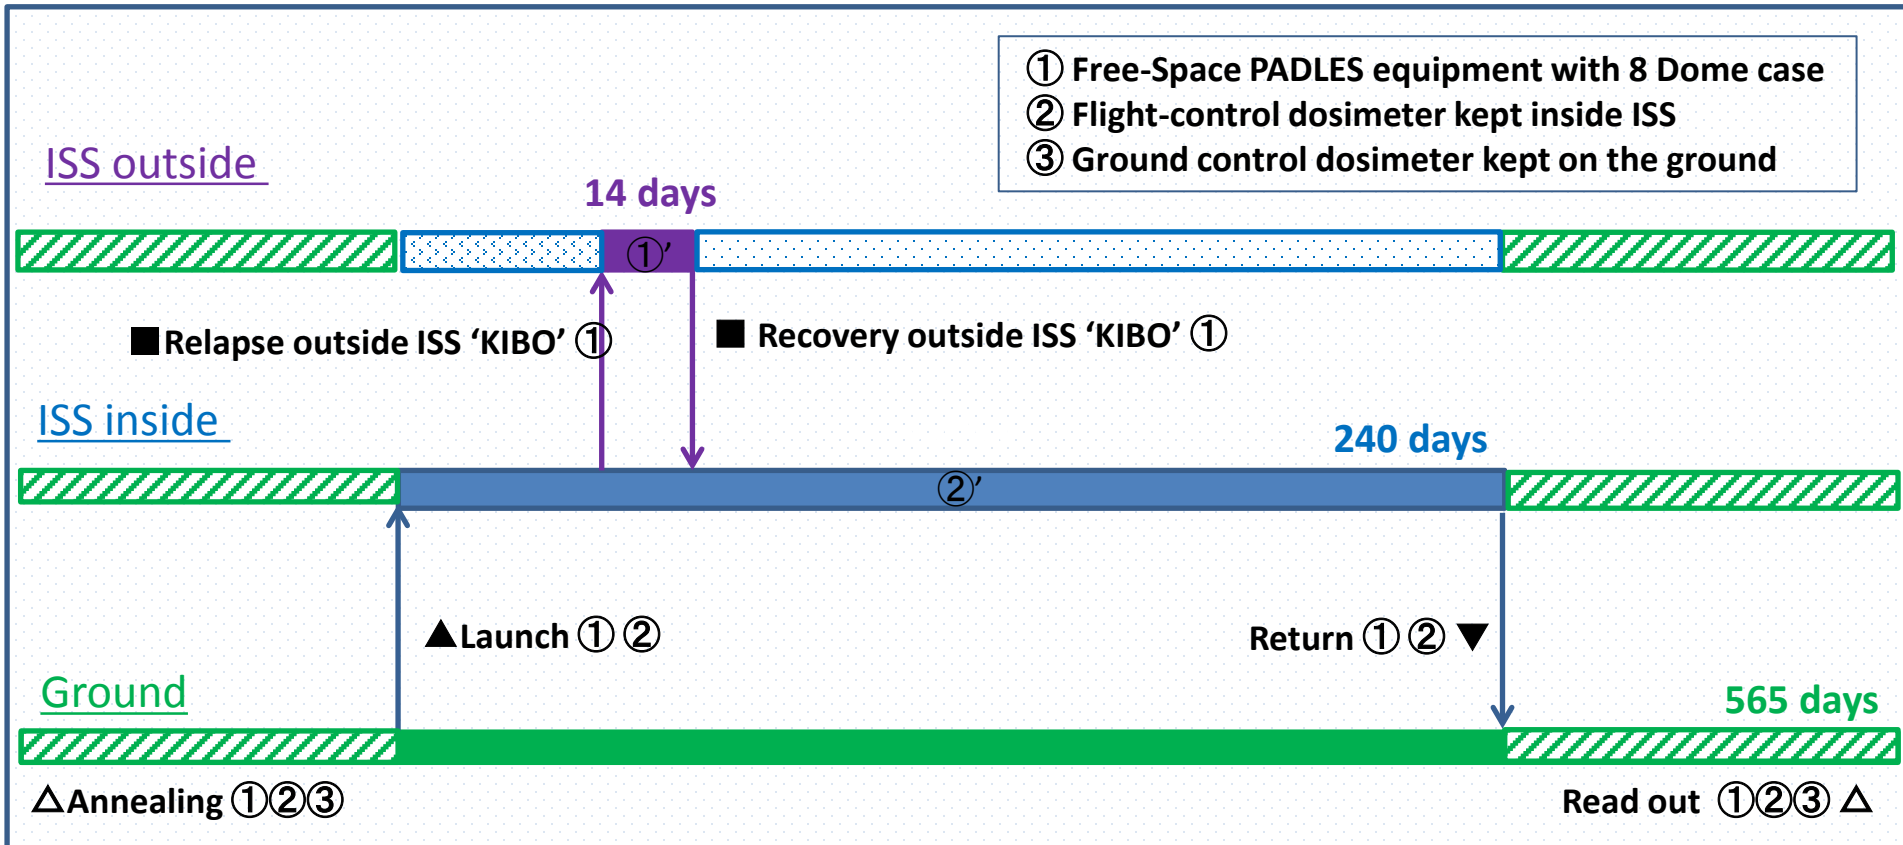 ① Free-Space PADLES equipment with 8 Dome case
② Flight-control dosimeter kept inside ISS
③ Ground control dosimeter kept on the ground
ISS outside
14 days
①’
■Relapse outside ISS ‘KIBO’ ①
■ Recovery outside ISS ‘KIBO’ ①
ISS inside
240 days
②’
▲Launch ① ②
Return ① ② ▼
Ground
565 days
△Annealing ①②③
Read out ①②③ △